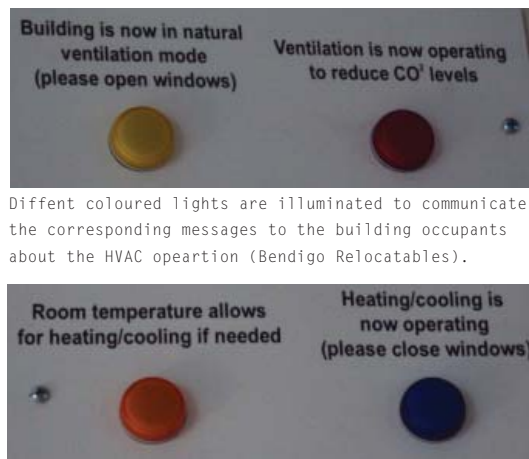 Building is now in natural
ventilation mode
(please open windows)
Ventilation is now operating
to reduce CO² levels
Diffent coloured lights are illuminated to communicate
the corresponding messages to the building occupants
about the HVAC opeartion (Bendigo Relocatables).
Room temperature allows
for heating/cooling if needed
Heating/cooling is
now operating
(please close windows)